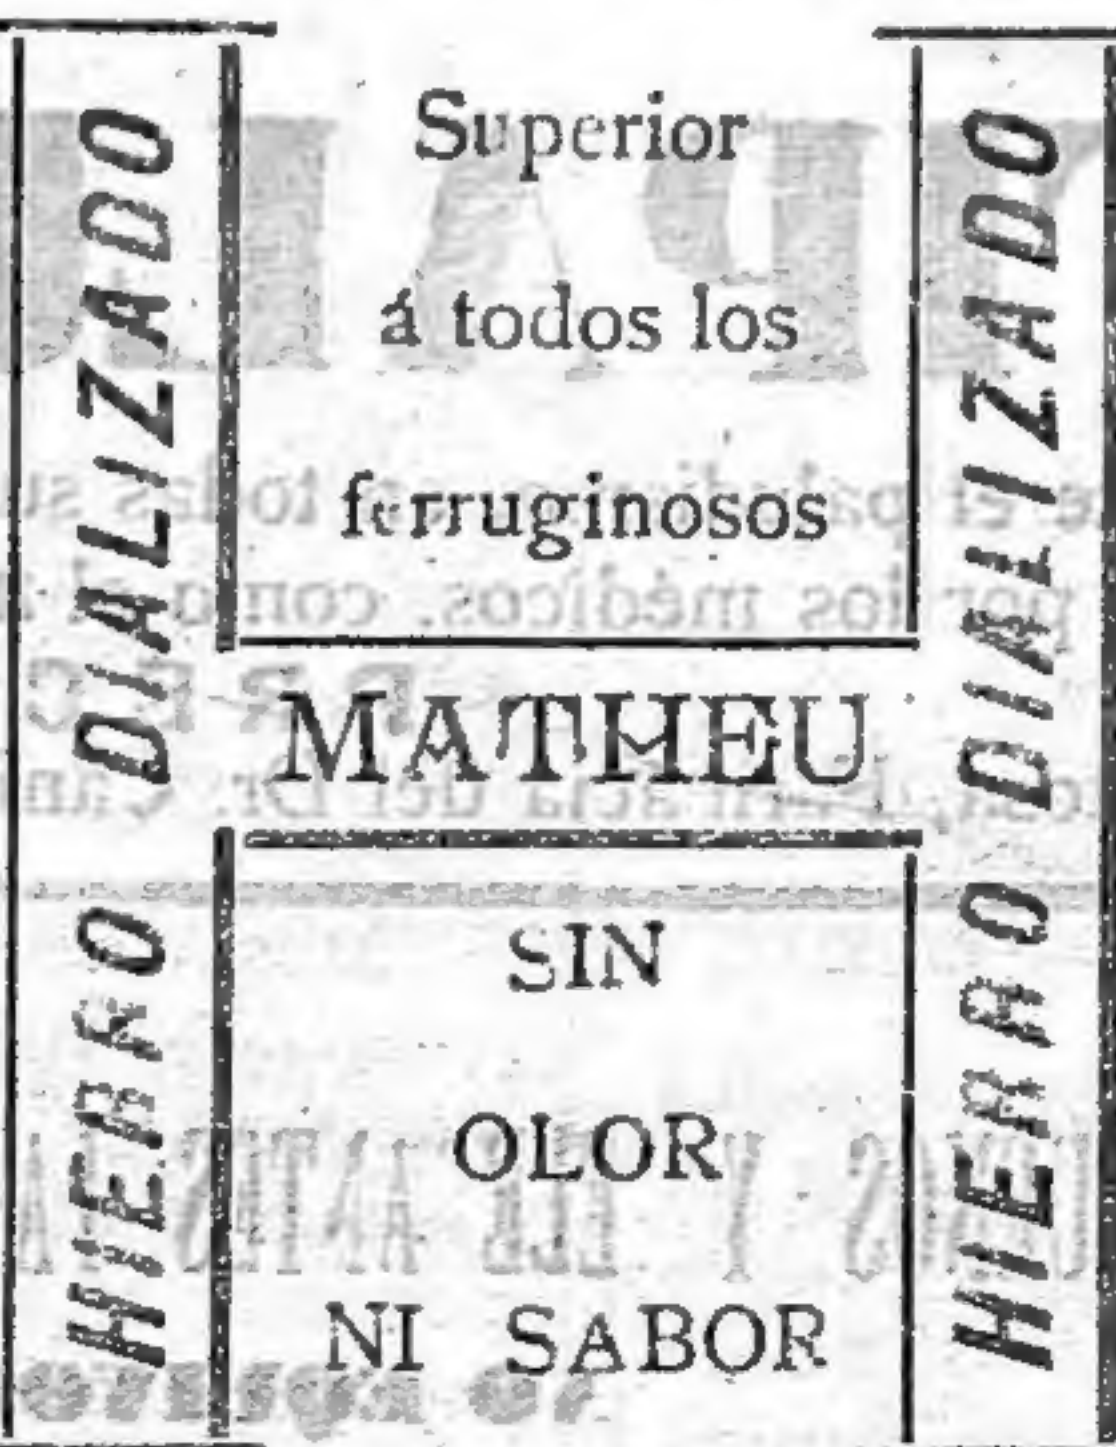 HIERRO DIALIZADO
Superior
á todos los
ferruginosos
MATHEU
SIN
OLOR
NI SABOR
HIERRO DIALIZADO